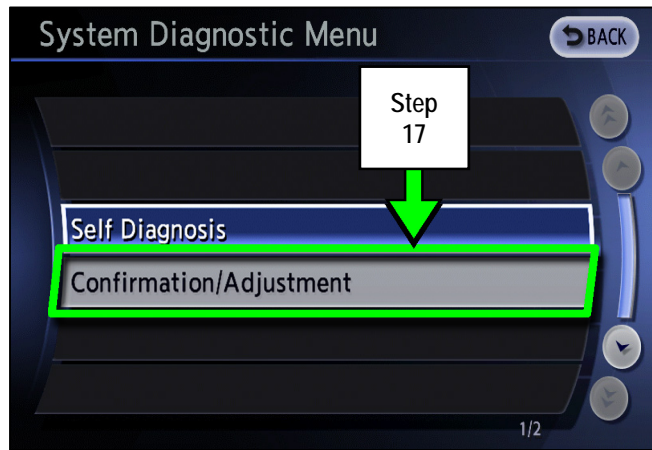 System Diagnostic Menu
BACK
Step
17
Self Diagnosis
Confirmation/Adjustment
1/2